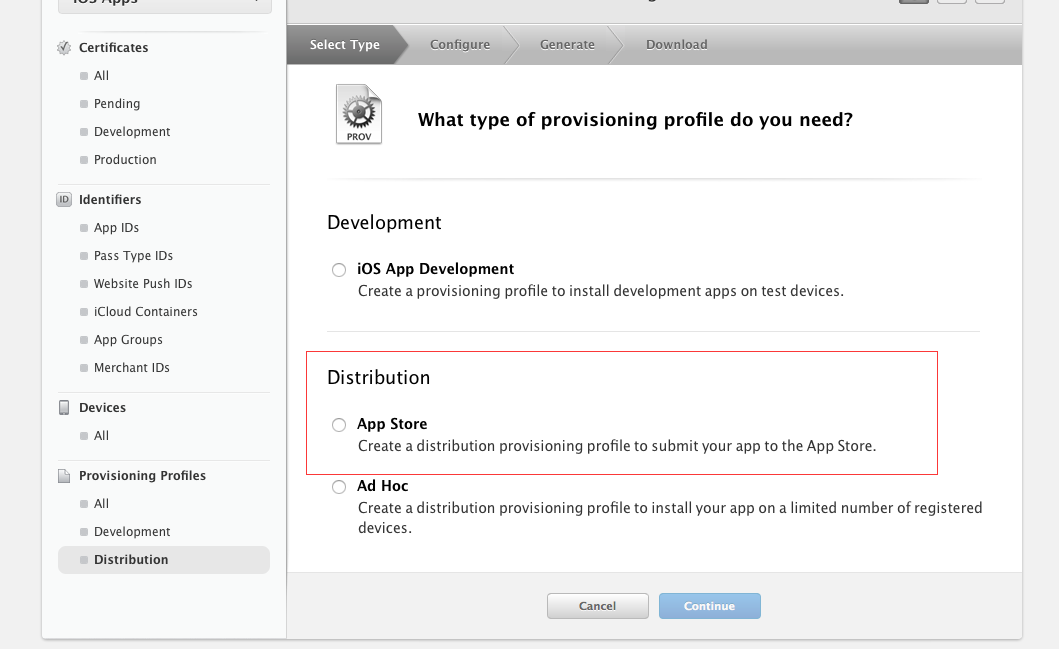 iOS Apps
Certificates
All
Pending
Development
Production
ID
Identifiers
App IDs
Pass Type IDs
Website Push IDs
iCloud Containers
App Groups
Merchant IDs
Devices
All
Provisioning Profiles
All
Development
Distribution
Select Type
Configure
Generate
Download
PROV
What type of provisioning profile do you need?
Development
iOS App Development
Create a provisioning profile to install development apps on test devices.
Distribution
App Store
Create a distribution provisioning profile to submit your app to the App Store.
Ad Hoc
Create a distribution provisioning profile to install your app on a limited number of registered
devices.
Cancel
Continue